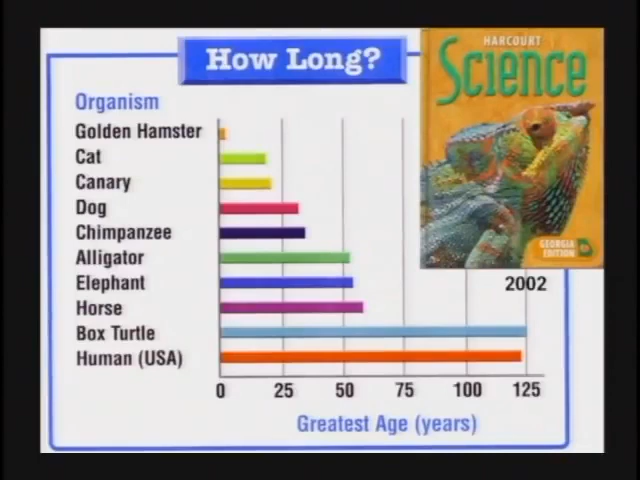 How Long?
HARCOURT
Science
GEORGIA
EDITION
2002
Organism
Golden Hamster
Cat
Canary
Dog
Chimpanzee
Alligator
Elephant
Horse
Box Turtle
Human (USA)
0 25 50 75 100 125
Greatest Age (years)